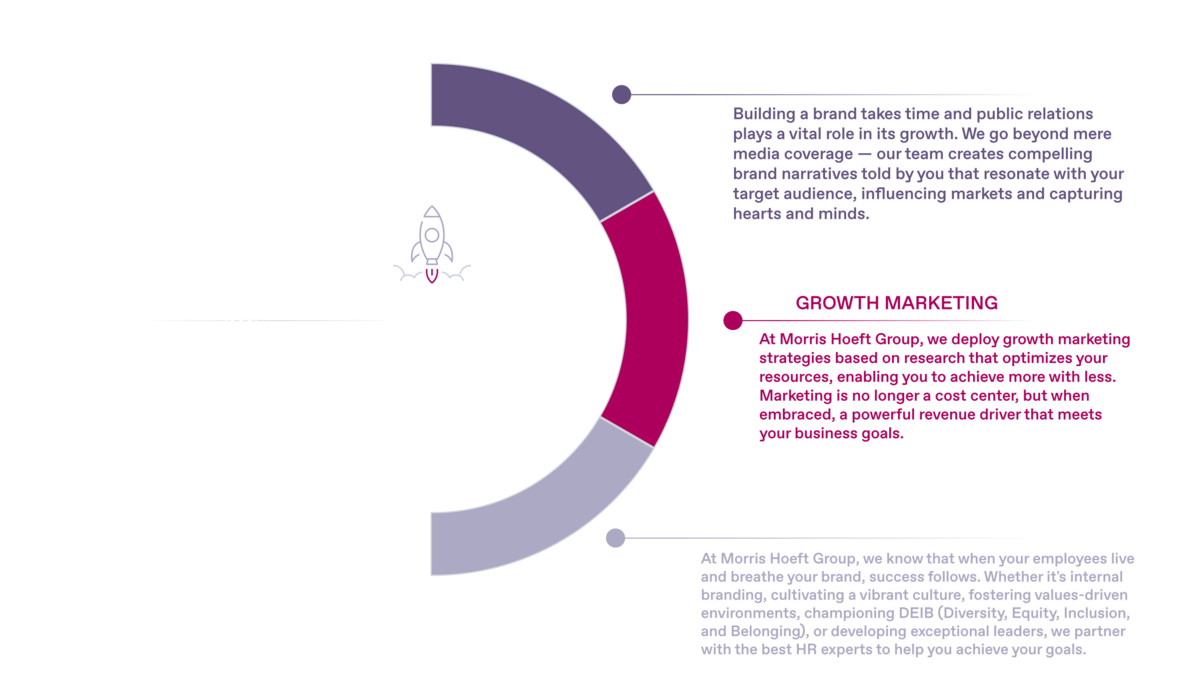 Building a brand takes time and public relations
plays a vital role in its growth. We go beyond mere
media coverage — our team creates compelling
brand narratives told by you that resonate with your
target audience, influencing markets and capturing
hearts and minds.
GROWTH MARKETING
At Morris Hoeft Group, we deploy growth marketing
strategies based on research that optimizes your
resources, enabling you to achieve more with less.
Marketing is no longer a cost center, but when
embraced, a powerful revenue driver that meets
your business goals.
At Morris Hoeft Group, we know that when your employees live
and breathe your brand, success follows. Whether it's internal
branding, cultivating a vibrant culture, fostering values-driven
environments, championing DEIB (Diversity, Equity, Inclusion,
and Belonging), or developing exceptional leaders, we partner
with the best HR experts to help you achieve your goals.